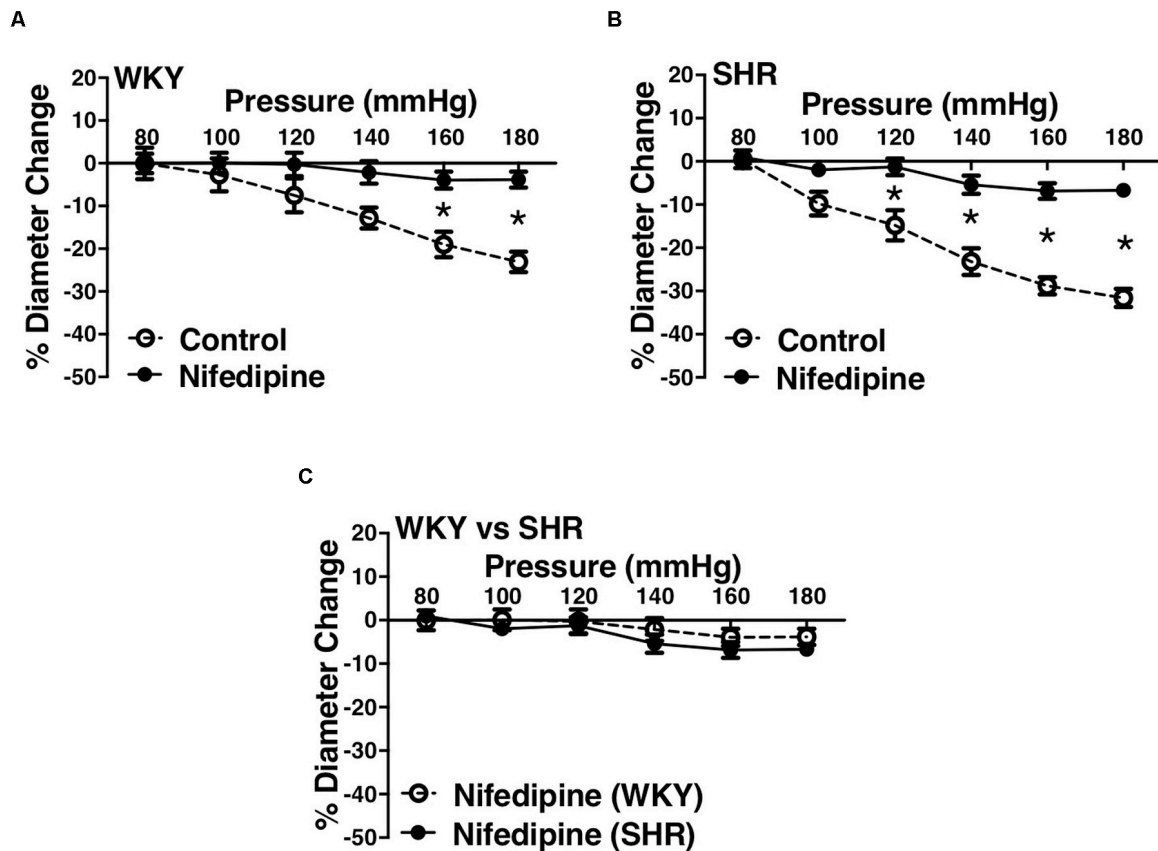 A
WKY
Pressure (mmHg)
80 100 120 140 160 180
20
10
0
-10
-20
-30
-40
-50
% Diameter Change
* *
Control
Nifedipine
B
SHR
Pressure (mmHg)
80 100 120 140 160 180
20
10
0
-10
-20
-30
-40
-50
% Diameter Change
* * * *
Control
Nifedipine
C
WKY vs SHR
Pressure (mmHg)
80 100 120 140 160 180
20
10
0
-10
-20
-30
-40
-50
% Diameter Change
Nifedipine (WKY)
Nifedipine (SHR)